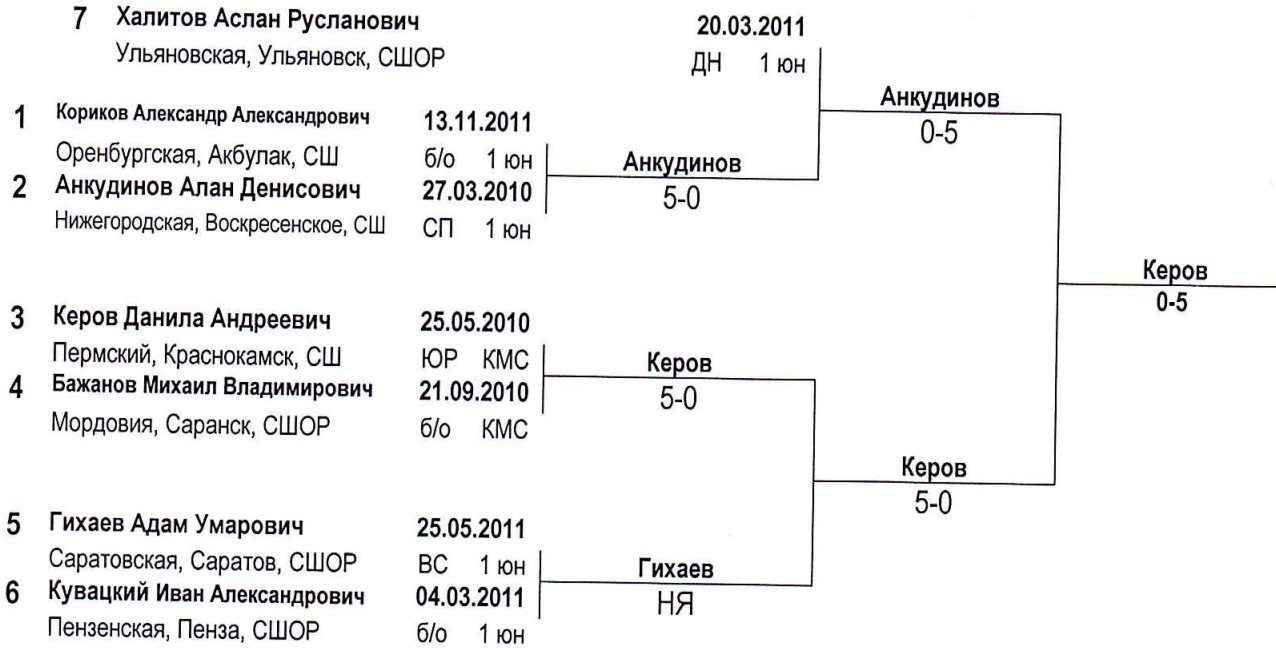 7 Халитов Аслан Русланович 20.03.2011
Ульяновская, Ульяновск, СШОР ДН 1 юн
Анкудинов
0-5
1 Кориков Александр Александрович 13.11.2011
Оренбургская, Акбулак, СШ б/о 1 юн
Анкудинов
5-0
2 Анкудинов Алан Денисович 27.03.2010
Нижегородская, Воскресенское, СШ СП 1 юн
Керов
0-5
3 Керов Данила Андреевич 25.05.2010
Пермский, Краснокамск, СШ ЮР КМС
Керов
5-0
4 Бажанов Михаил Владимирович 21.09.2010
Мордовия, Саранск, СШОР б/о КМС
Керов
5-0
5 Гихаев Адам Умарович 25.05.2011
Саратовская, Саратов, СШОР ВС 1 юн
Гихаев
НЯ
6 Кувацкий Иван Александрович 04.03.2011
Пензенская, Пенза, СШОР б/о 1 юн